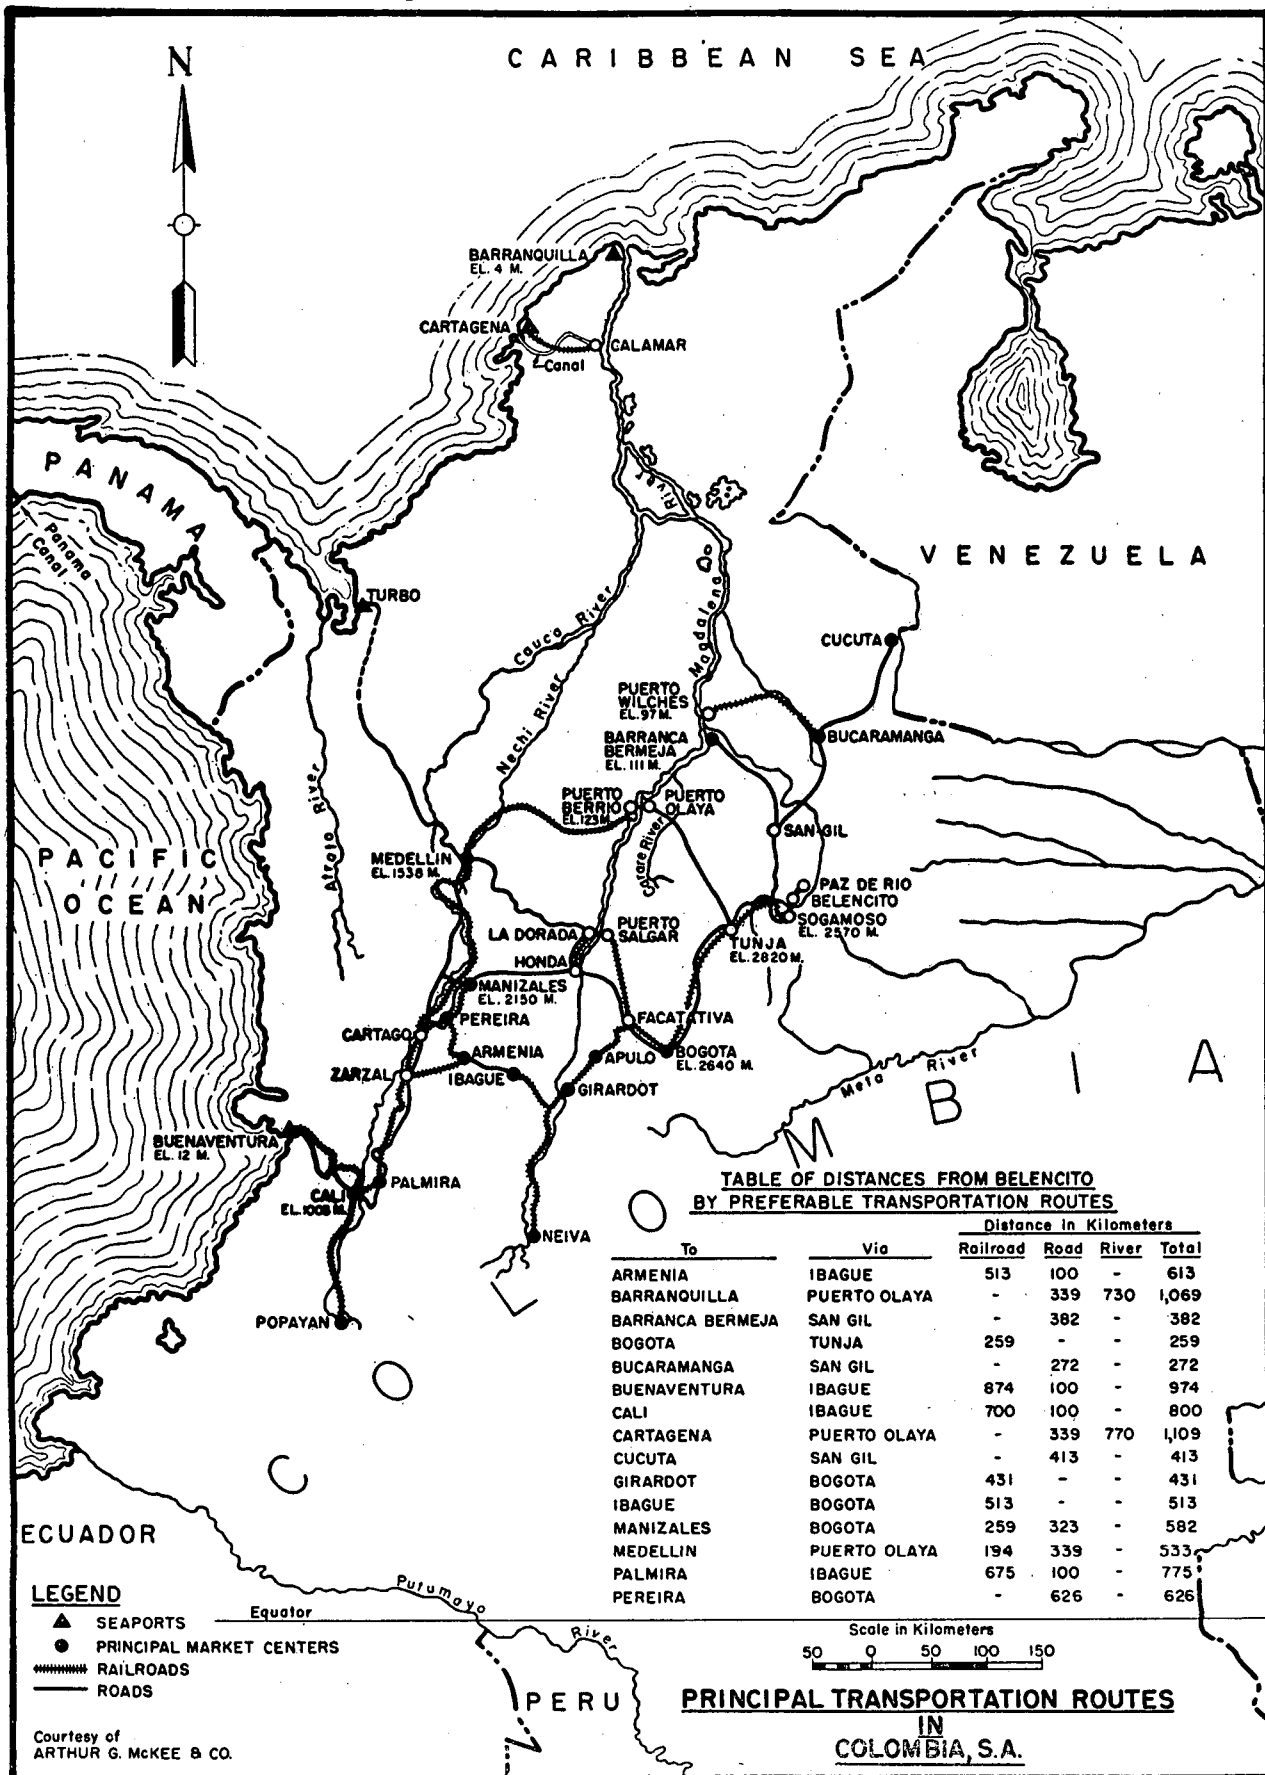 N
CARIBBEAN SEA
BARRANQUILLA
EL. 4 M.
CARTAGENA
CALAMAR
Canal
PANAMA
Panama
Canal
River
VENEZUELA
TURBO
Magdalena
Cauca River
CUCUTA
Nechi River
PUERTO
WILCHES
EL. 97 M.
BARRANCA
BERMEJA
EL. 111 M.
BUCARAMANGA
Atrato River
PUERTO
BERRIO
EL. 123 M.
PUERTO
OLAYA
Carare River
SAN GIL
PACIFIC
OCEAN
MEDELLIN
EL. 1538 M.
PAZ DE RIO
BELENCITO
SOGAMOSO
EL. 2570 M.
LA DORADA
PUERTO
SALGAR
TUNJA
EL. 2820 M.
HONDA
MANIZALES
EL. 2150 M.
PEREIRA
FACATATIVA
CARTAGO
ARMENIA
APULO
BOGOTA
EL. 2640 M.
ZARZAL
IBAGUE
GIRARDOT
Meta River
BUENAVENTURA
EL. 12 M.
CALI
EL. 1008 M.
PALMIRA
NEIVA
POPAYAN
COLOMBIA
TABLE OF DISTANCES FROM BELENCITO
BY PREFERABLE TRANSPORTATION ROUTES
Distance in Kilometers
To Via Railroad Road River Total
ARMENIA IBAGUE 513 100 - 613
BARRANQUILLA PUERTO OLAYA - 339 730 1,069
BARRANCA BERMEJA SAN GIL - 382 - 382
BOGOTA TUNJA 259 - - 259
BUCARAMANGA SAN GIL - 272 - 272
BUENAVENTURA IBAGUE 874 100 - 974
CALI IBAGUE 700 100 - 800
CARTAGENA PUERTO OLAYA - 339 770 1,109
CUCUTA SAN GIL - 413 - 413
GIRARDOT BOGOTA 431 - - 431
IBAGUE BOGOTA 513 - - 513
MANIZALES BOGOTA 259 323 - 582
MEDELLIN PUERTO OLAYA 194 339 - 533
PALMIRA IBAGUE 675 100 - 775
PEREIRA BOGOTA - 626 - 626
ECUADOR
Putumayo River
Equator
LEGEND
SEAPORTS
PRINCIPAL MARKET CENTERS
RAILROADS
ROADS
Scale in Kilometers
50 0 50 100 150
PERU
PRINCIPAL TRANSPORTATION ROUTES
IN
COLOMBIA, S.A.
Courtesy of
ARTHUR G. McKEE & CO.